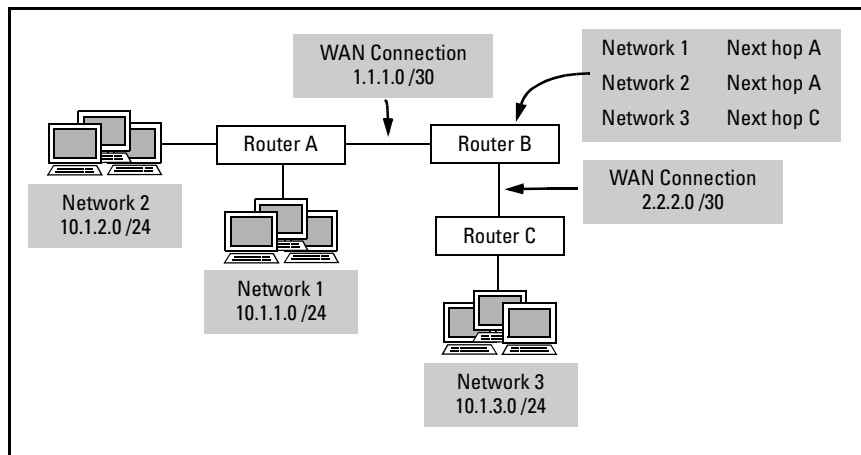 WAN Connection
1.1.1.0 /30
Network 1 Next hop A
Network 2 Next hop A
Network 3 Next hop C
Router A
Router B
WAN Connection
2.2.2.0 /30
Network 2
10.1.2.0 /24
Router C
Network 1
10.1.1.0 /24
Network 3
10.1.3.0 /24